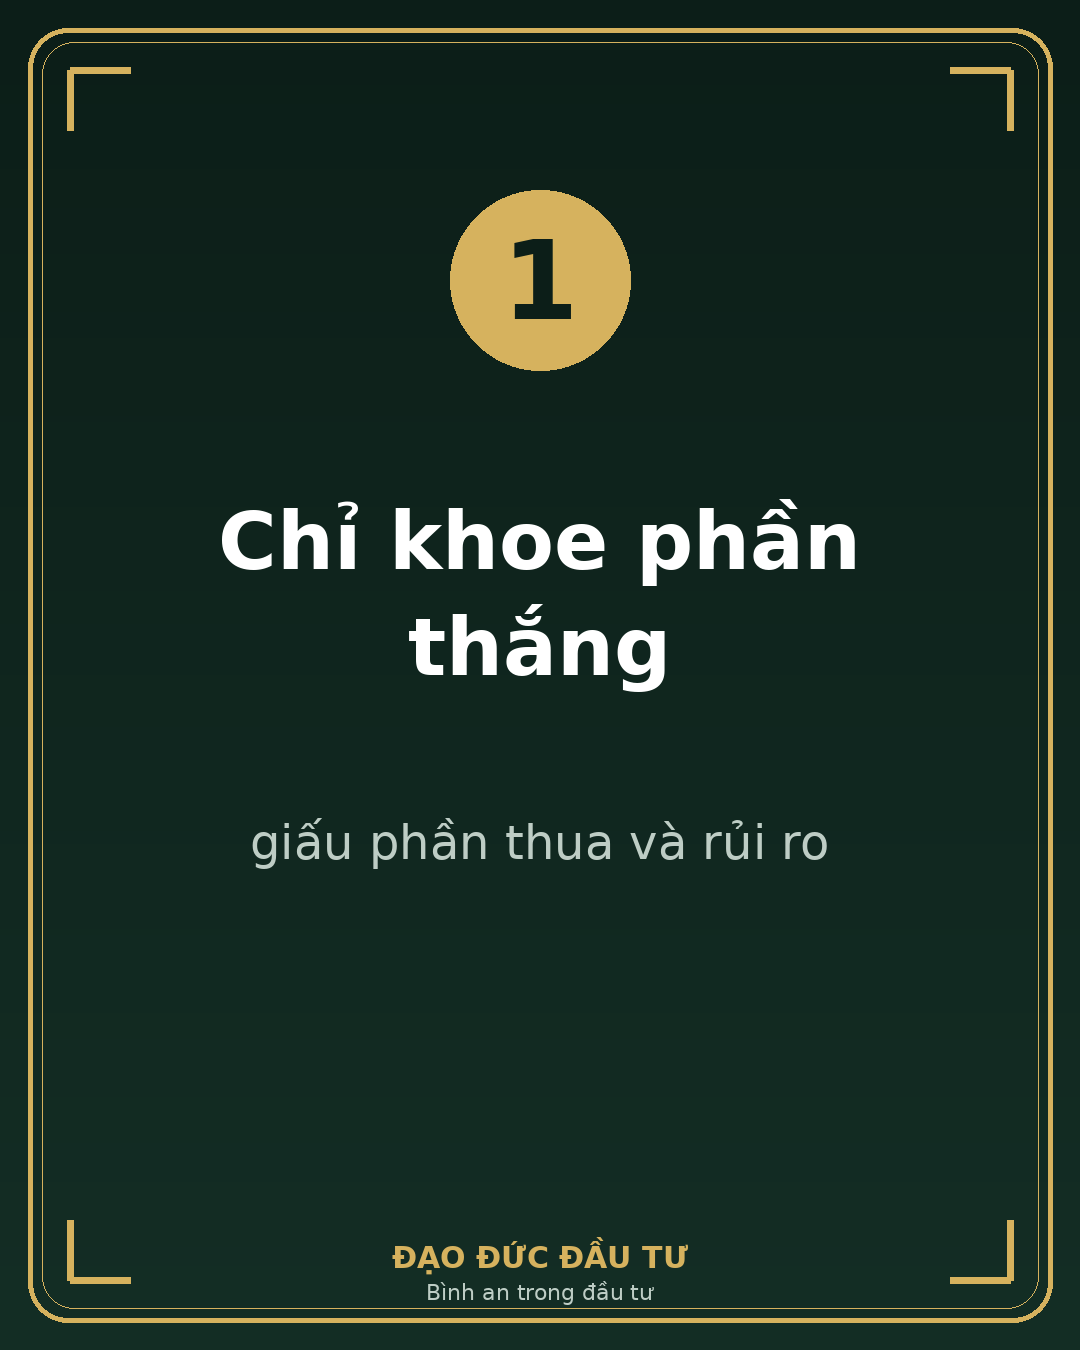 1
Chỉ khoe phần
thắng
giấu phần thua và rủi ro
ĐẠO ĐỨC ĐẦU TƯ
Bình an trong đầu tư